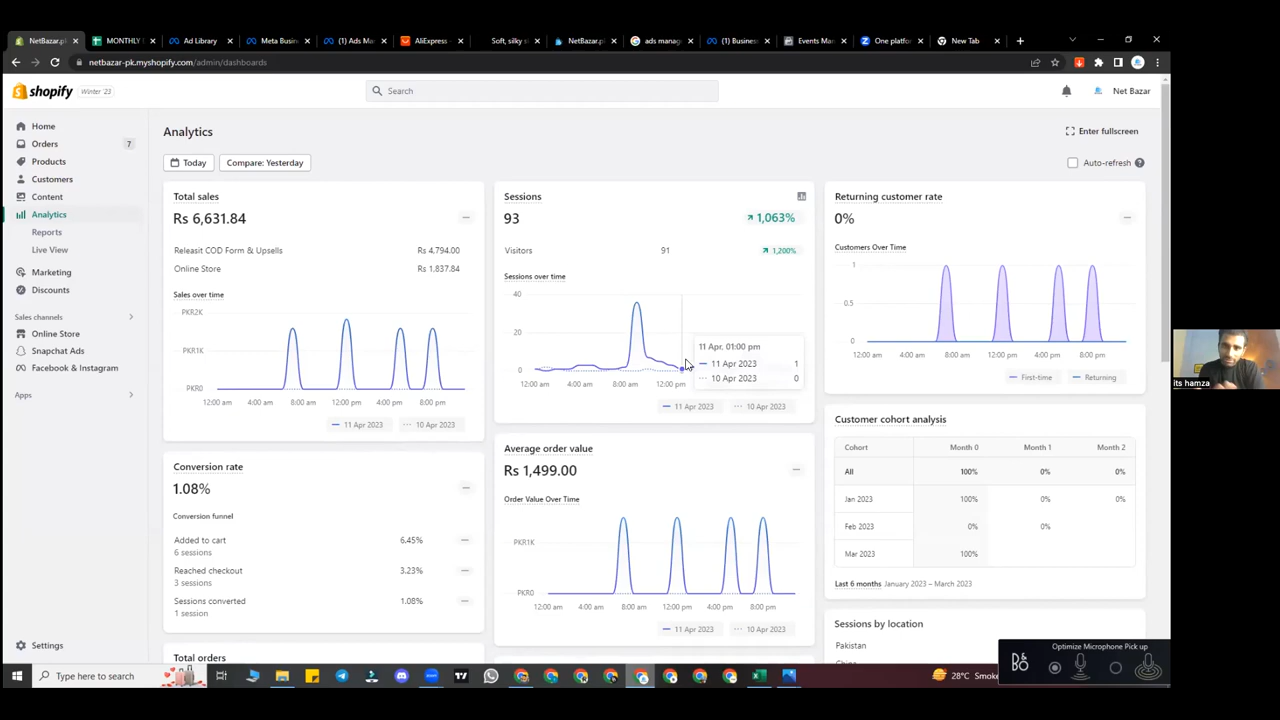 NetBazar.p
MONTHLY
Ad Library
Meta Busin
(1) Ads Ma
AliExpress
Soft, silky s
NetBazar.p
ads manag
(1) Business
Events Man
One platfo
New Tab
netbazar-pk.myshopify.com/admin/dashboards
shopify
Winter '23
Search
Net Bazar
Home
Orders
7
Products
Customers
Content
Analytics
Reports
Live View
Marketing
Discounts
Sales channels
Online Store
Snapchat Ads
Facebook & Instagram
Apps
Settings
Analytics
Enter fullscreen
Today
Compare: Yesterday
Auto-refresh
Total sales
Rs 6,631.84
Releasit COD Form & Upsells
Rs 4,794.00
Online Store
Rs 1,837.84
Sales over time
PKR2K
PKR1K
PKR0
12:00 am 4:00 am 8:00 am 12:00 pm 4:00 pm 8:00 pm
11 Apr 2023
10 Apr 2023
Conversion rate
1.08%
Conversion funnel
Added to cart
6.45%
6 sessions
Reached checkout
3.23%
3 sessions
Sessions converted
1.08%
1 session
Total orders
Sessions
93
1,063%
Visitors
91
1,200%
Sessions over time
40
20
0
12:00 am 4:00 am 8:00 am 12:00 pm
11 Apr, 01:00 pm
11 Apr 2023 1
10 Apr 2023 0
11 Apr 2023
10 Apr 2023
Average order value
Rs 1,499.00
Order Value Over Time
PKR1K
PKR0
12:00 am 4:00 am 8:00 am 12:00 pm 4:00 pm 8:00 pm
11 Apr 2023
10 Apr 2023
Returning customer rate
0%
Customers Over Time
1
0.5
0
12:00 am 4:00 am 8:00 am 12:00 pm 4:00 pm 8:00 pm
First-time
Returning
Customer cohort analysis
Cohort Month 0 Month 1 Month 2
All 100% 0% 0%
Jan 2023 100% 0% 0%
Feb 2023 0% 0%
Mar 2023 100%
Last 6 months January 2023 – March 2023
Sessions by location
Pakistan
Optimize Microphone Pick up
B&O
its hamza
Type here to search
28°C Smoke